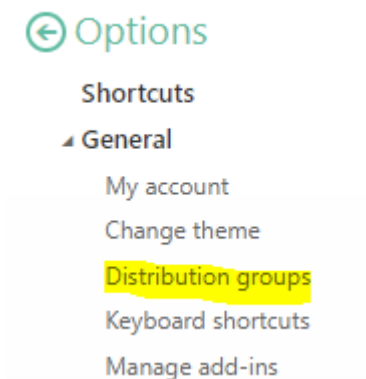 Options
Shortcuts
General
My account
Change theme
Distribution groups
Keyboard shortcuts
Manage add-ins